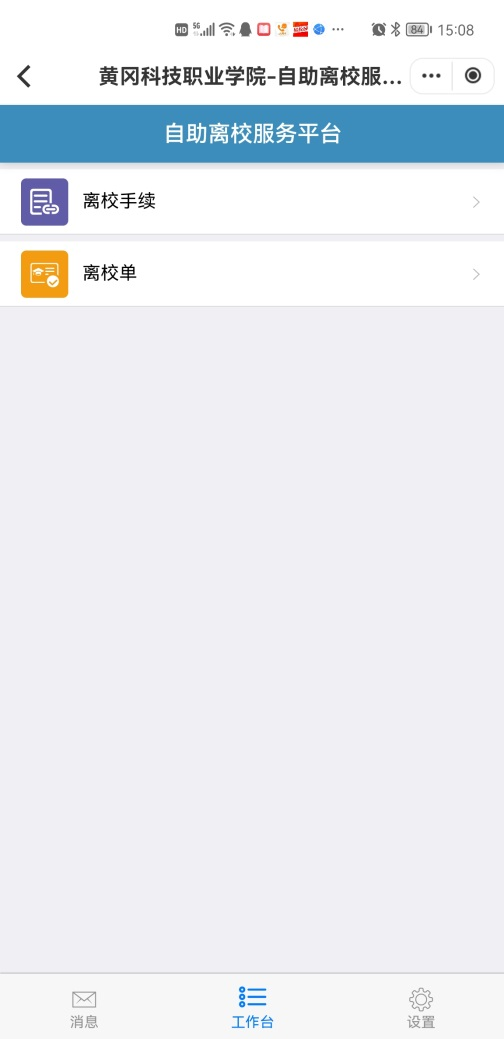 HD 5G 84 15:08
黄冈科技职业学院-自助离校服...
自助离校服务平台
离校手续
离校单
消息 工作台 设置